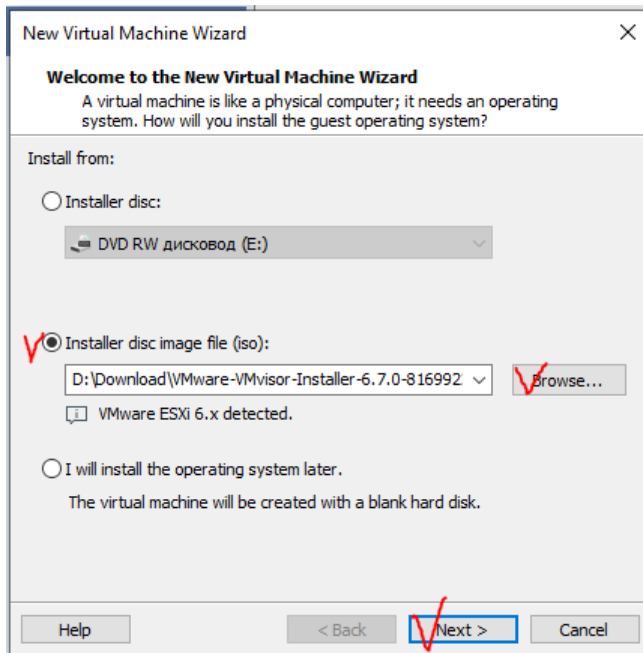 New Virtual Machine Wizard
Welcome to the New Virtual Machine Wizard
A virtual machine is like a physical computer; it needs an operating
system. How will you install the guest operating system?
Install from:
Installer disc:
DVD RW дисковод (E:)
Installer disc image file (iso):
D:\Download\VMware-VMvisor-Installer-6.7.0-816992
Browse...
VMware ESXi 6.x detected.
I will install the operating system later.
The virtual machine will be created with a blank hard disk.
Help
< Back
Next >
Cancel